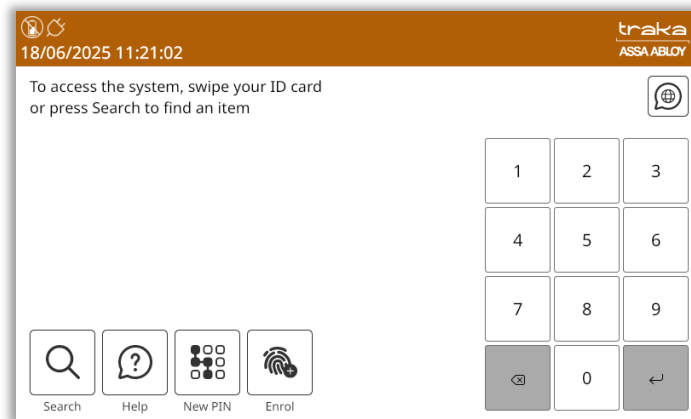 18/06/2025 11:21:02
traka
ASSA ABLOY
To access the system, swipe your ID card
or press Search to find an item
1 2 3
4 5 6
7 8 9
0
Search Help New PIN Enrol